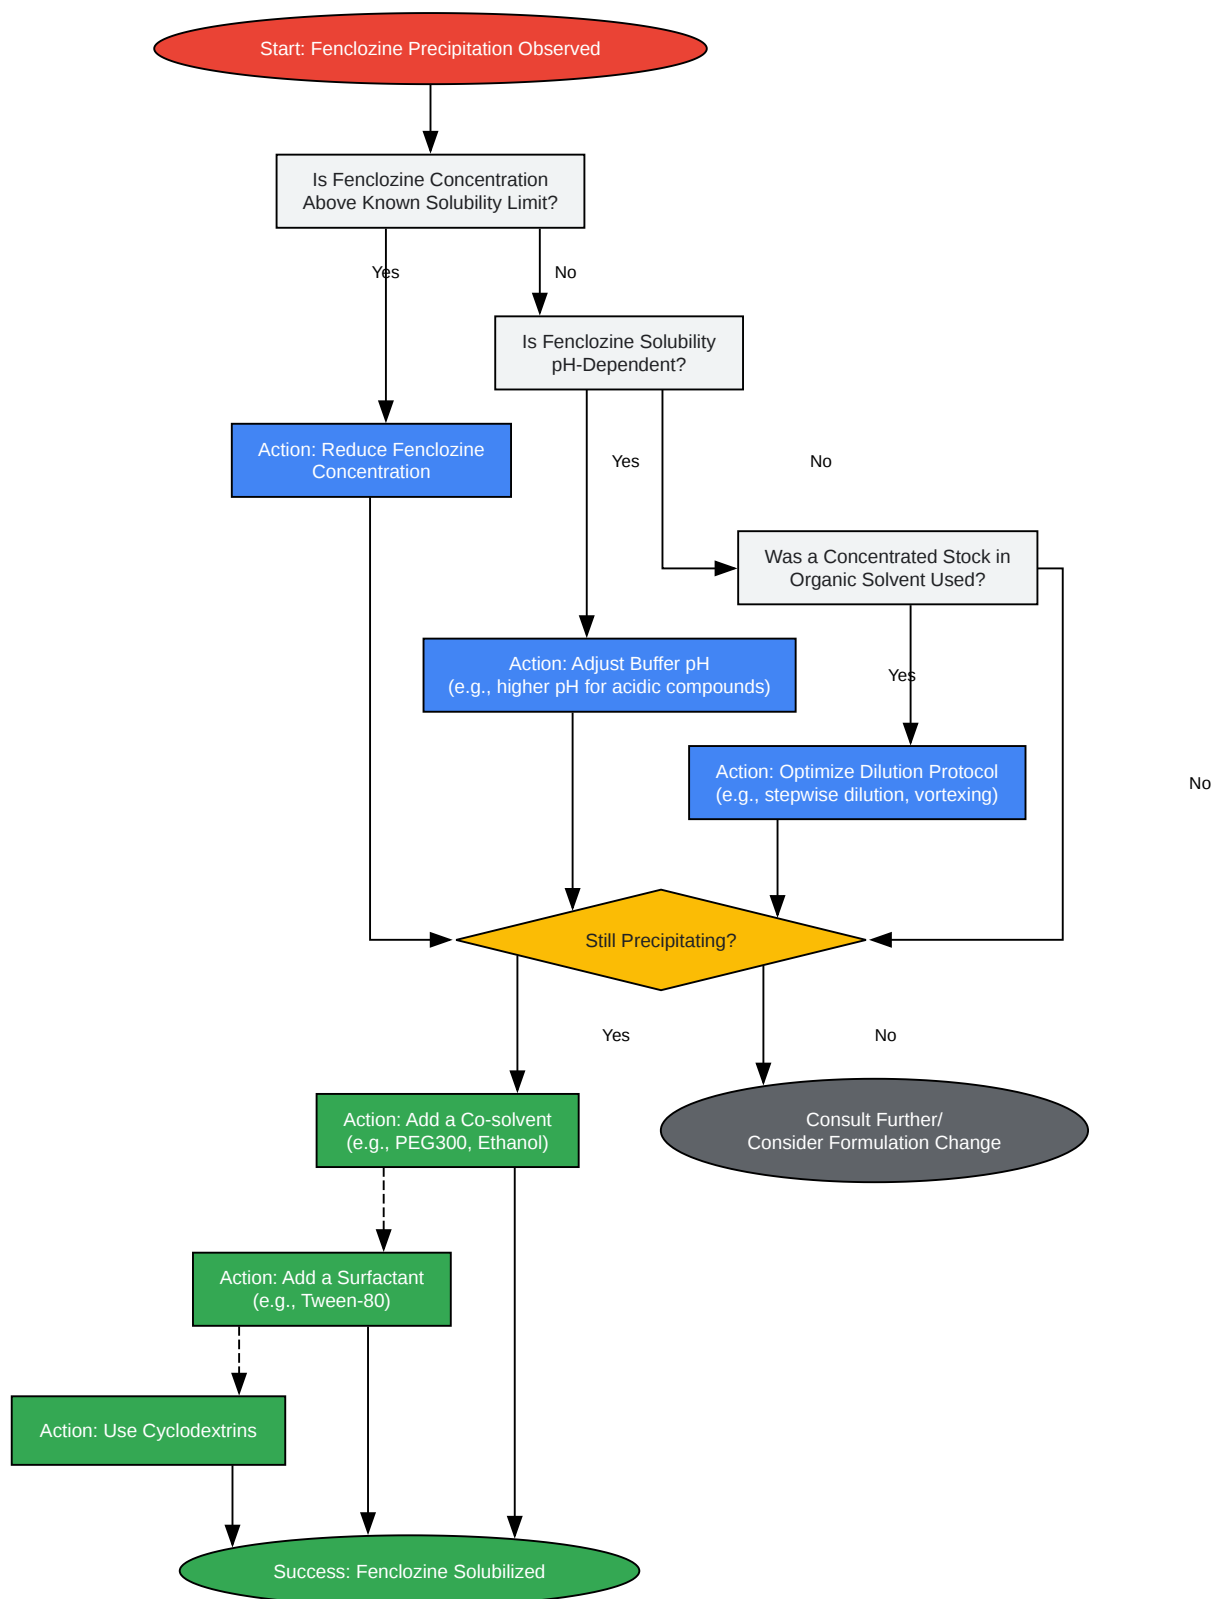 Start: Fenclozine Precipitation Observed
Is Fenclozine Concentration
Above Known Solubility Limit?
Yes
No
Is Fenclozine Solubility
pH-Dependent?
Action: Reduce Fenclozine
Concentration
Yes
No
Was a Concentrated Stock in
Organic Solvent Used?
Action: Adjust Buffer pH
(e.g., higher pH for acidic compounds)
Yes
Action: Optimize Dilution Protocol
(e.g., stepwise dilution, vortexing)
No
Still Precipitating?
Yes
No
Action: Add a Co-solvent
(e.g., PEG300, Ethanol)
Consult Further/
Consider Formulation Change
Action: Add a Surfactant
(e.g., Tween-80)
Action: Use Cyclodextrins
Success: Fenclozine Solubilized